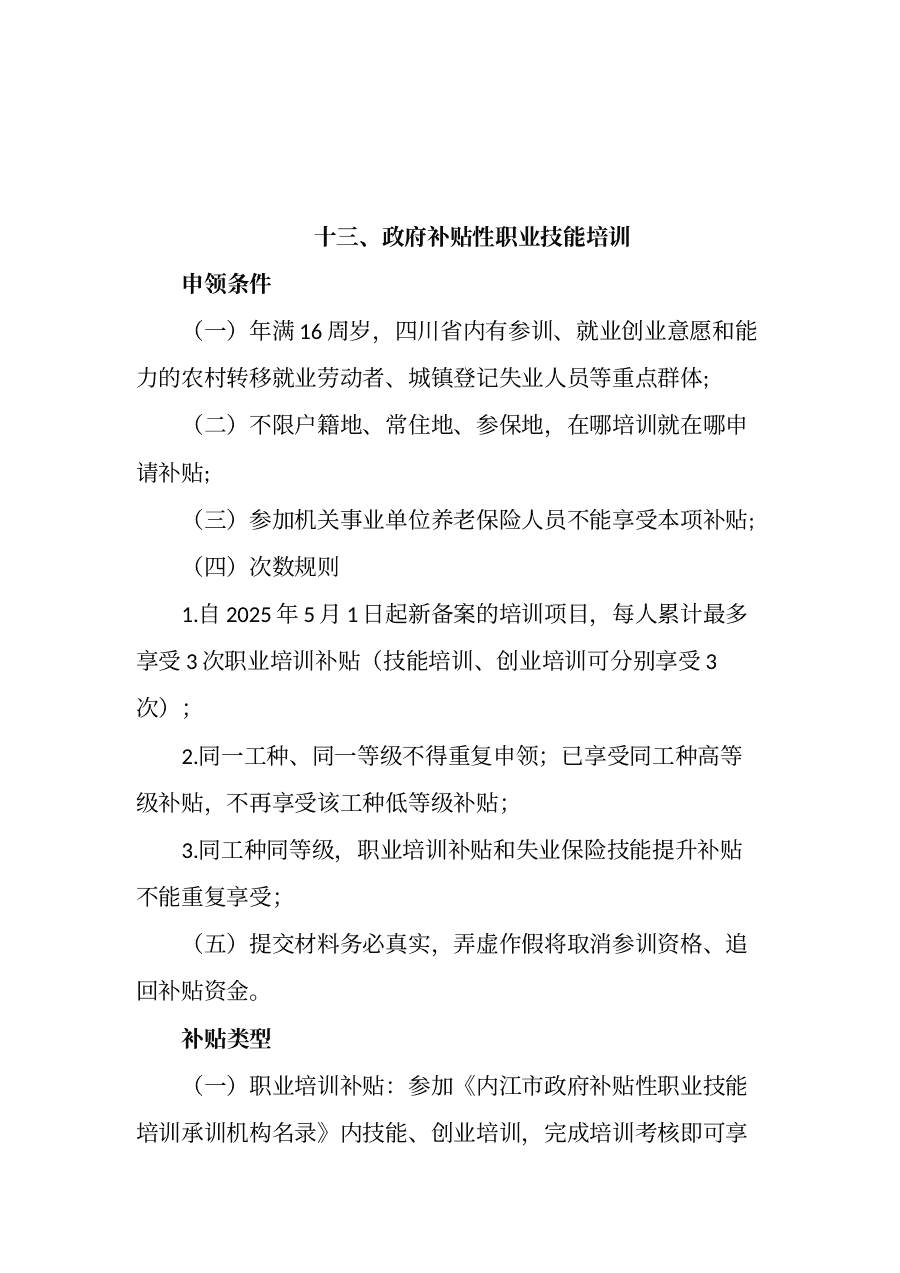 十三、政府补贴性职业技能培训
申领条件
（一）年满 16 周岁，四川省内有参训、就业创业意愿和能
力的农村转移就业劳动者、城镇登记失业人员等重点群体;
（二）不限户籍地、常住地、参保地，在哪培训就在哪申
请补贴;
（三）参加机关事业单位养老保险人员不能享受本项补贴;
（四）次数规则
1.自 2025 年 5 月 1 日起新备案的培训项目，每人累计最多
享受 3 次职业培训补贴（技能培训、创业培训可分别享受 3
次）;
2.同一工种、同一等级不得重复申领；已享受同工种高等
级补贴，不再享受该工种低等级补贴；
3.同工种同等级，职业培训补贴和失业保险技能提升补贴
不能重复享受；
（五）提交材料务必真实，弄虚作假将取消参训资格、追
回补贴资金。
补贴类型
（一）职业培训补贴：参加《内江市政府补贴性职业技能
培训承训机构名录》内技能、创业培训，完成培训考核即可享